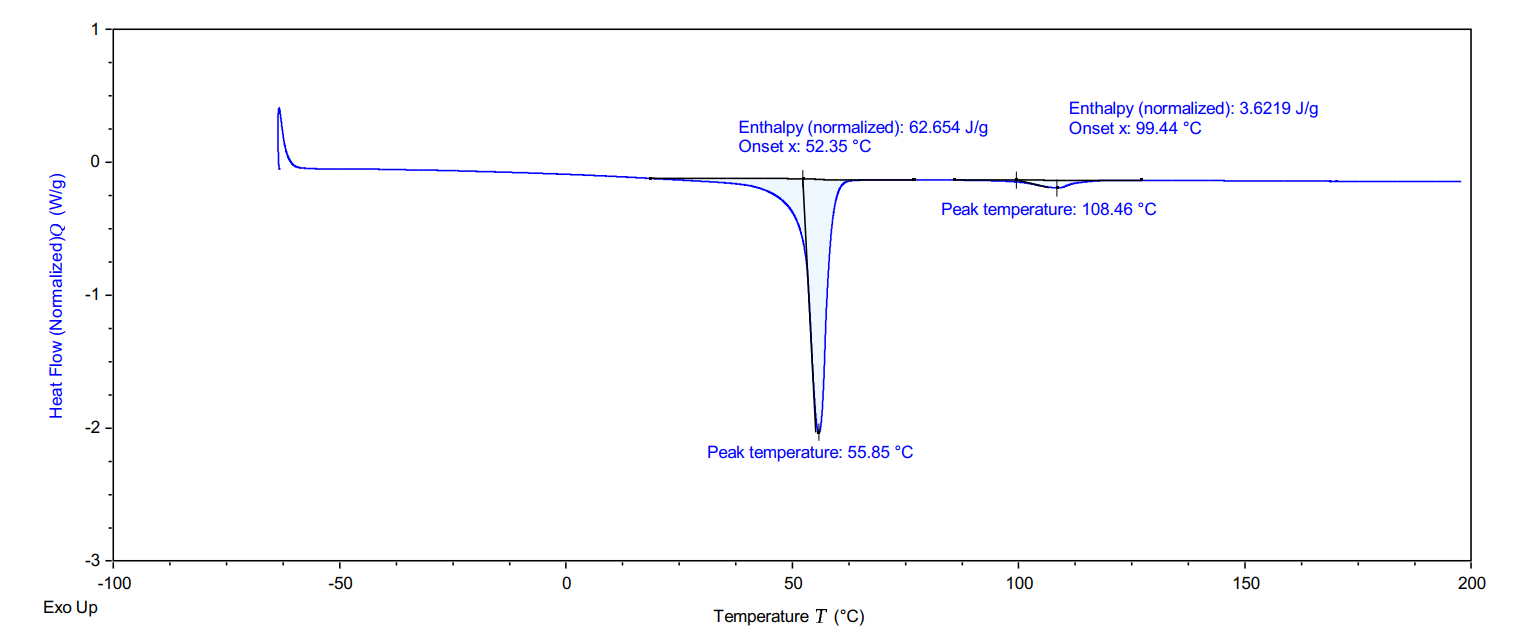 1
0
-1
-2
-3
Heat Flow (Normalized)Q (W/g)
Enthalpy (normalized): 62.654 J/g
Onset x: 52.35 °C
Enthalpy (normalized): 3.6219 J/g
Onset x: 99.44 °C
Peak temperature: 108.46 °C
Peak temperature: 55.85 °C
-100 -50 0 50 100 150 200
Exo Up
Temperature T (°C)